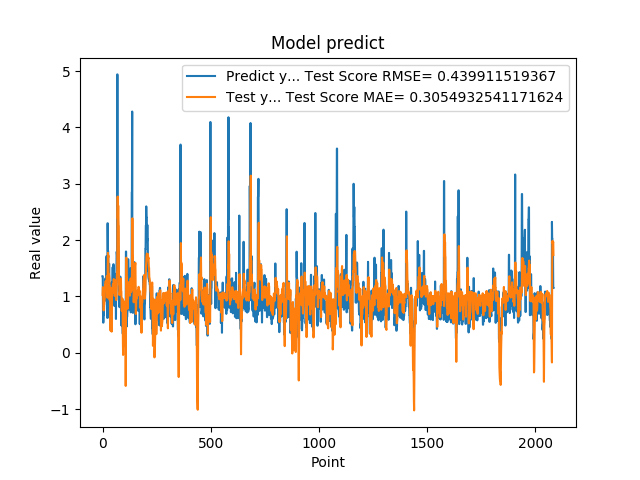 Model predict
Predict y... Test Score RMSE= 0.439911519367
Test y... Test Score MAE= 0.3054932541171624
5
4
3
2
1
0
−1
Real value
0 500 1000 1500 2000
Point